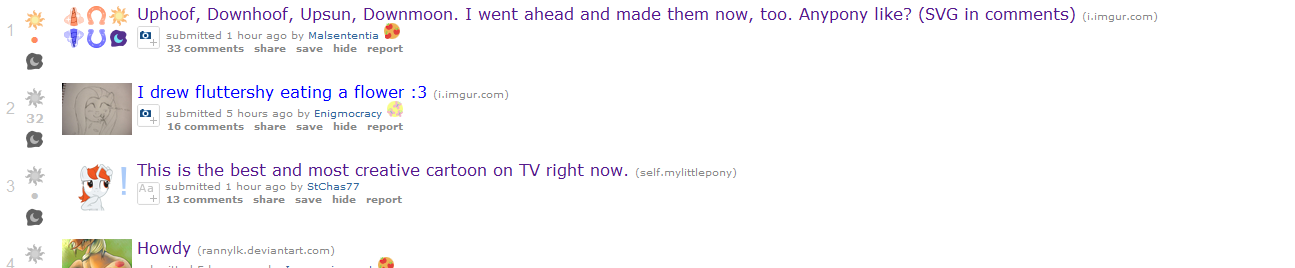 1
Uphoof, Downhoof, Upsun, Downmoon. I went ahead and made them now, too. Anypony like? (SVG in comments) (i.imgur.com)
submitted 1 hour ago by Malsententia
33 comments share save hide report
2
32
I drew fluttershy eating a flower :3 (i.imgur.com)
submitted 5 hours ago by Enigmocracy
16 comments share save hide report
3
This is the best and most creative cartoon on TV right now. (self.mylittlepony)
Aa
submitted 1 hour ago by StChas77
13 comments share save hide report
4
Howdy (rannylk.deviantart.com)